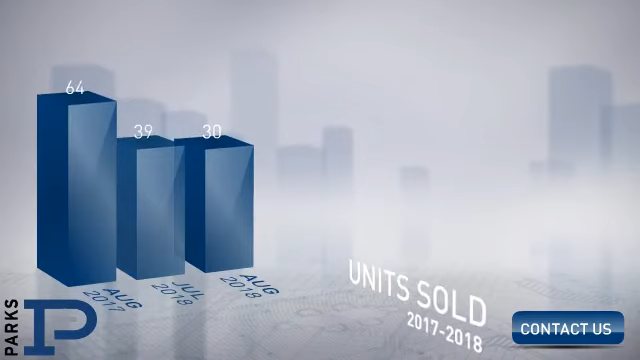 64
39
30
AUG
2017
JUL
2018
AUG
2018
UNITS SOLD
2017-2018
PARKS
P
CONTACT US